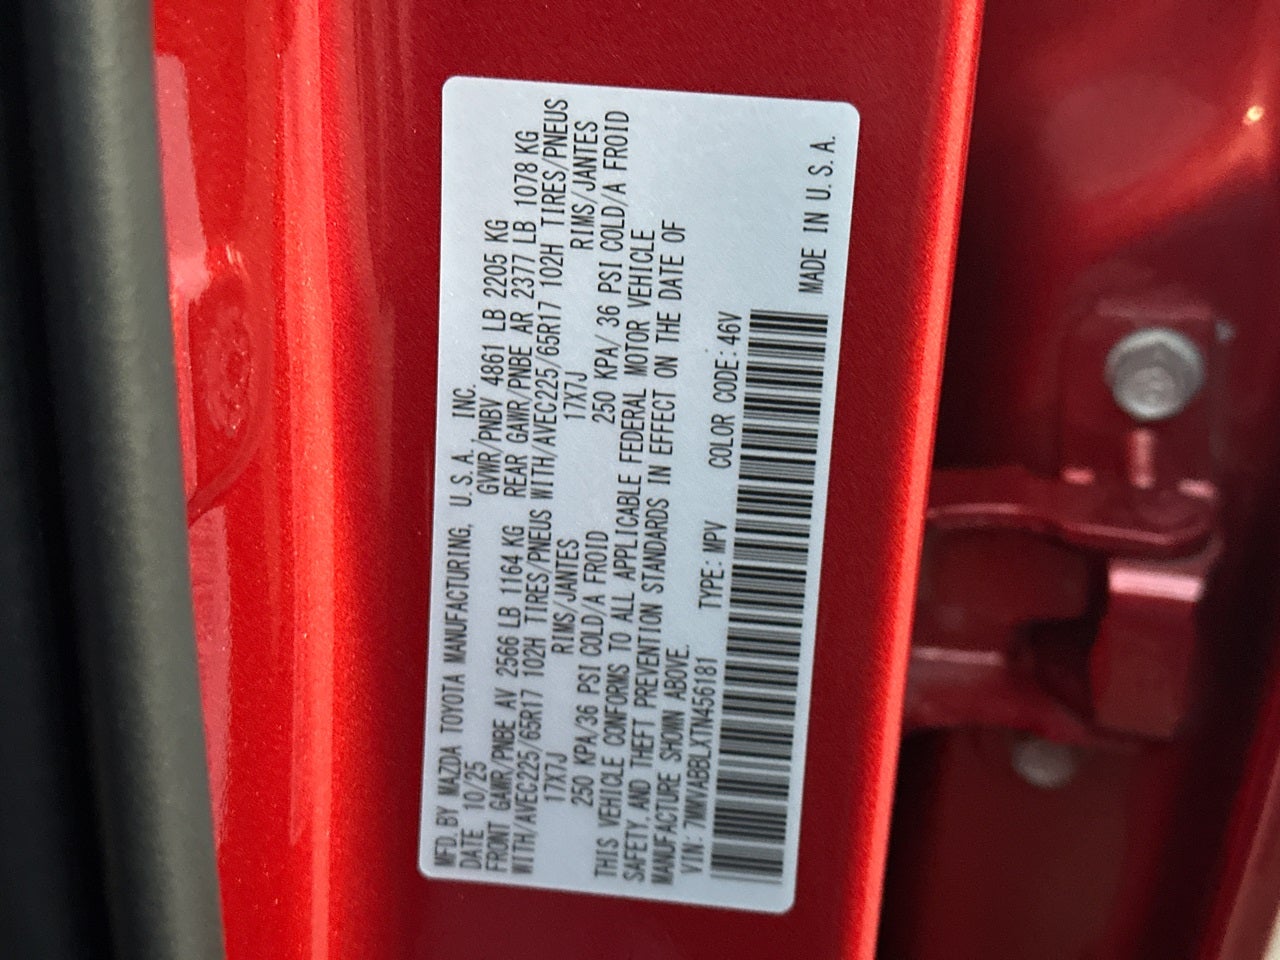 MFD. BY MAZDA TOYOTA MANUFACTURING, U.S.A., INC.
DATE 10/25 GVWR/PNBV 4861 LB 2205 KG
FRONT GAWR/PNBE AV 2566 LB 1164 KG REAR GAWR/PNBE AR 2377 LB 1078 KG
WITH/AVEC225/65R17 102H TIRES/PNEUS WITH/AVEC225/65R17 102H TIRES/PNEUS
17X7J RIMS/JANTES 17X7J RIMS/JANTES
250 KPA/36 PSI COLD/A FROID 250 KPA/ 36 PSI COLD/A FROID
THIS VEHICLE CONFORMS TO ALL APPLICABLE FEDERAL MOTOR VEHICLE
SAFETY, AND THEFT PREVENTION STANDARDS IN EFFECT ON THE DATE OF
MANUFACTURE SHOWN ABOVE.
VIN: 7MMVABBLXTN456181 TYPE: MPV COLOR CODE: 46V
MADE IN U.S.A.